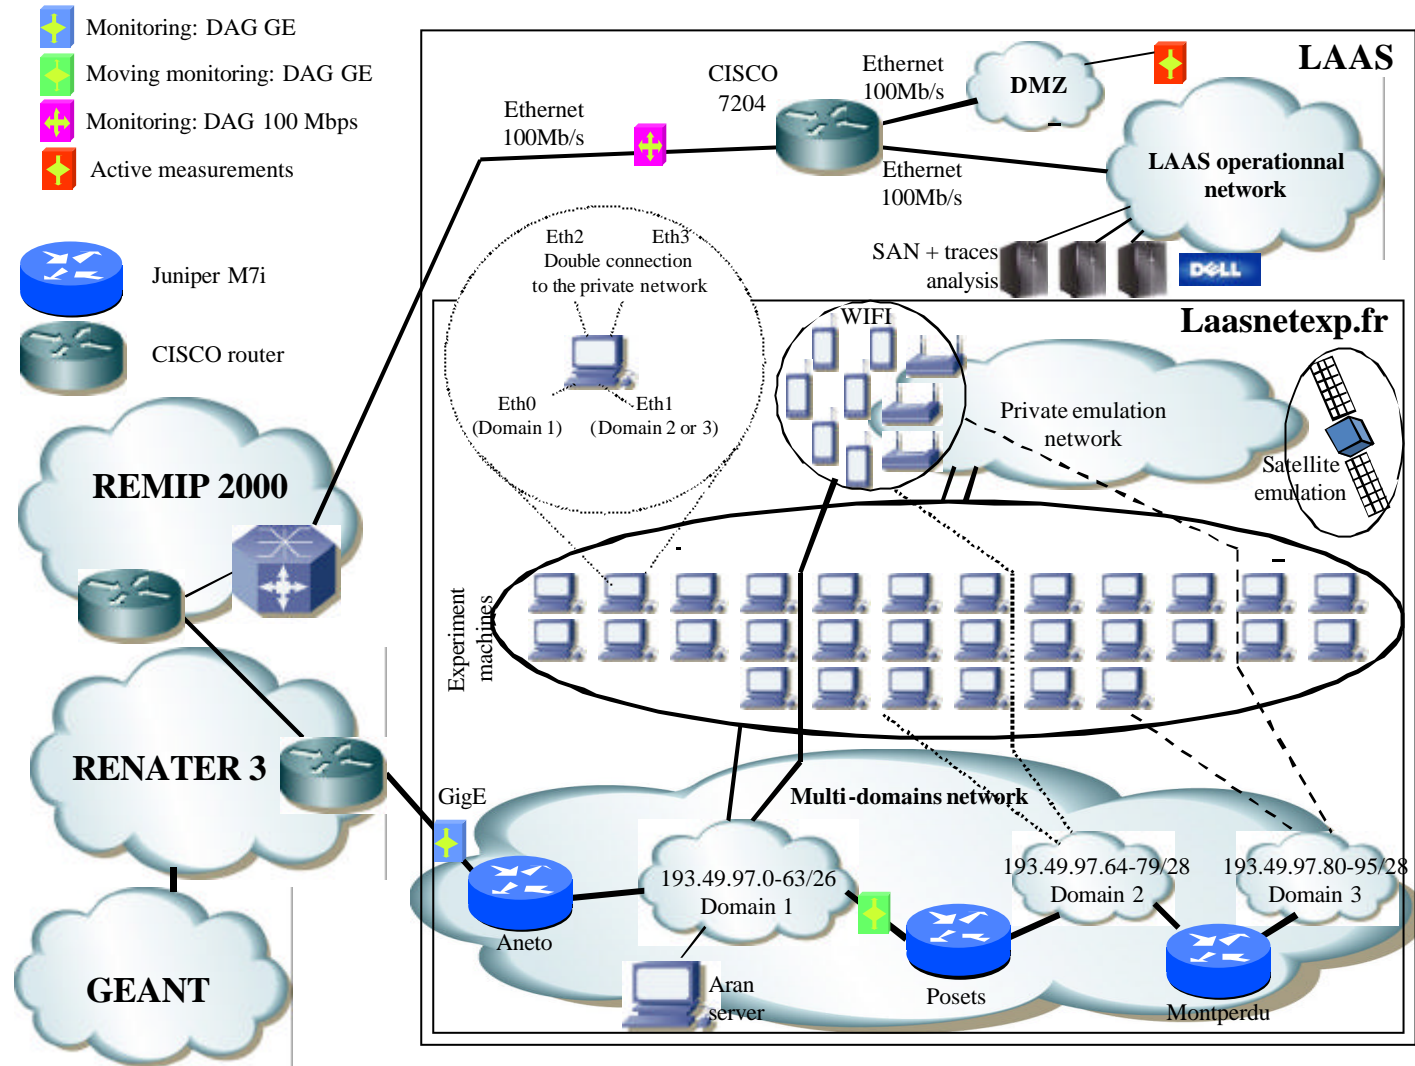 Monitoring: DAG GE
Moving monitoring: DAG GE
Monitoring: DAG 100 Mbps
Active measurements
Juniper M7i
CISCO router
LAAS
CISCO
7204
Ethernet
100Mb/s
DMZ
Ethernet
100Mb/s
Ethernet
100Mb/s
LAAS operationnal
network
SAN + traces
analysis
DELL
Eth2
Eth3
Double connection
to the private network
Eth0
(Domain 1)
Eth1
(Domain 2 or 3)
Laasnetexp.fr
WIFI
Private emulation
network
Satellite
emulation
REMIP 2000
Experiment
machines
RENATER 3
GEANT
GigE
Multi-domains network
193.49.97.0-63/26
Domain 1
193.49.97.64-79/28
Domain 2
193.49.97.80-95/28
Domain 3
Aneto
Aran
server
Posets
Montperdu